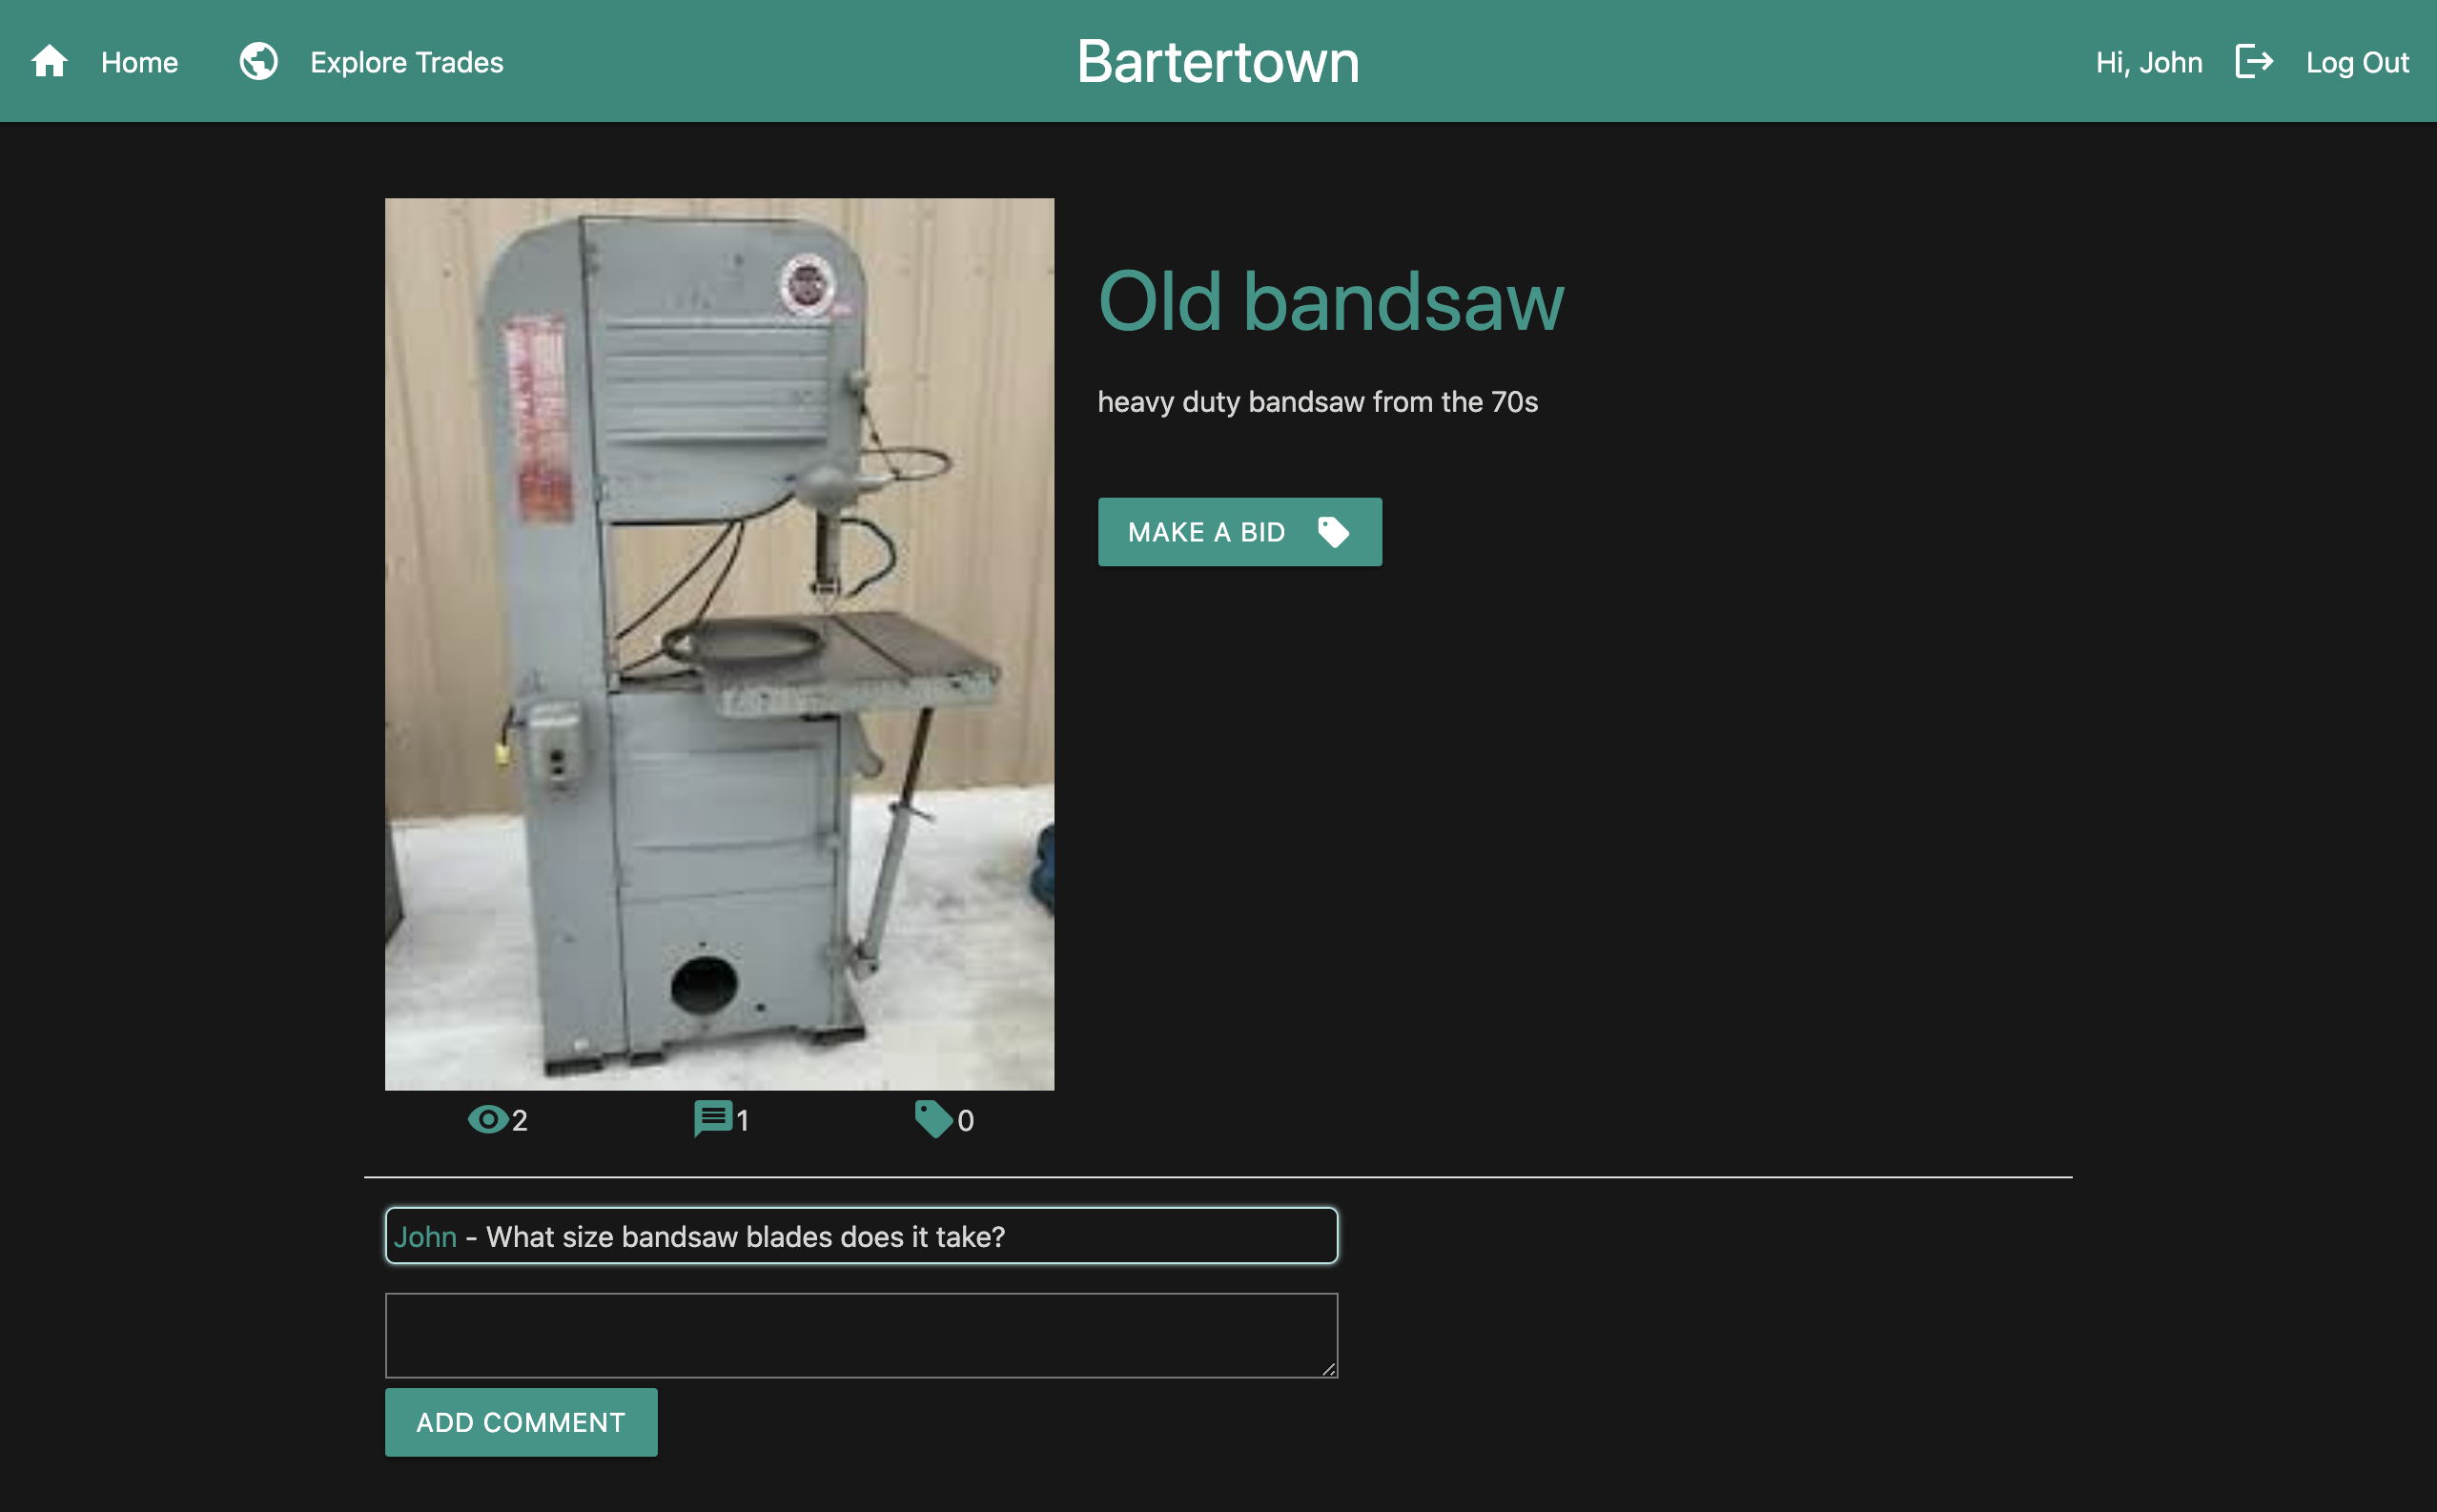 Home
Explore Trades
Bartertown
Hi, John
Log Out
Old bandsaw
heavy duty bandsaw from the 70s
MAKE A BID
2
1
0
John - What size bandsaw blades does it take?
ADD COMMENT